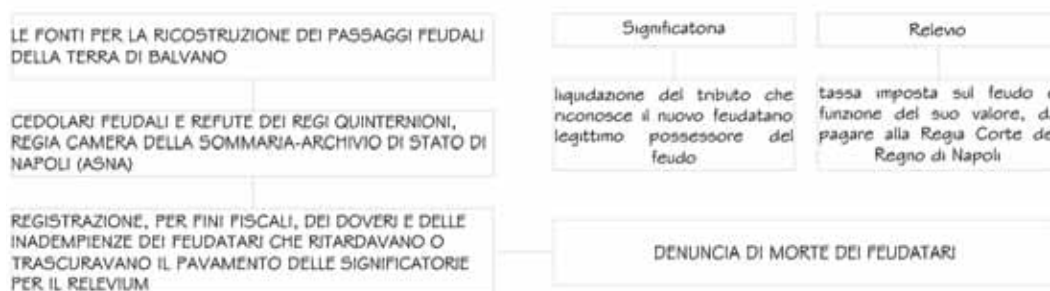 LE FONTI PER LA RICOSTRUZIONE DEI PASSAGGI FEUDALI
DELLA TERRA DI BALVANO
CEDOLARI FEUDALI E REFUTE DEI REGI QUINTERNIONI,
REGIA CAMERA DELLA SOMMARIA-ARCHIVIO DI STATO DI
NAPOLI (ASNA)
REGISTRAZIONE, PER FINI FISCALI, DEI DOVERI E DELLE
INADEMPIENZE DEI FEUDATARI CHE RITARDAVANO O
TRASCURAVANO IL PAVAMENTO DELLE SIGNIFICATORIE
PER IL RELEVIUM
Significatoria
liquidazione del tributo che
riconosce il nuovo feudatario
legittimo possessore del
feudo
Relevio
tassa imposta sul feudo
funzione del suo valore, d
pagare alla Regia Corte de
Regno di Napoli
DENUNCIA DI MORTE DEI FEUDATARI